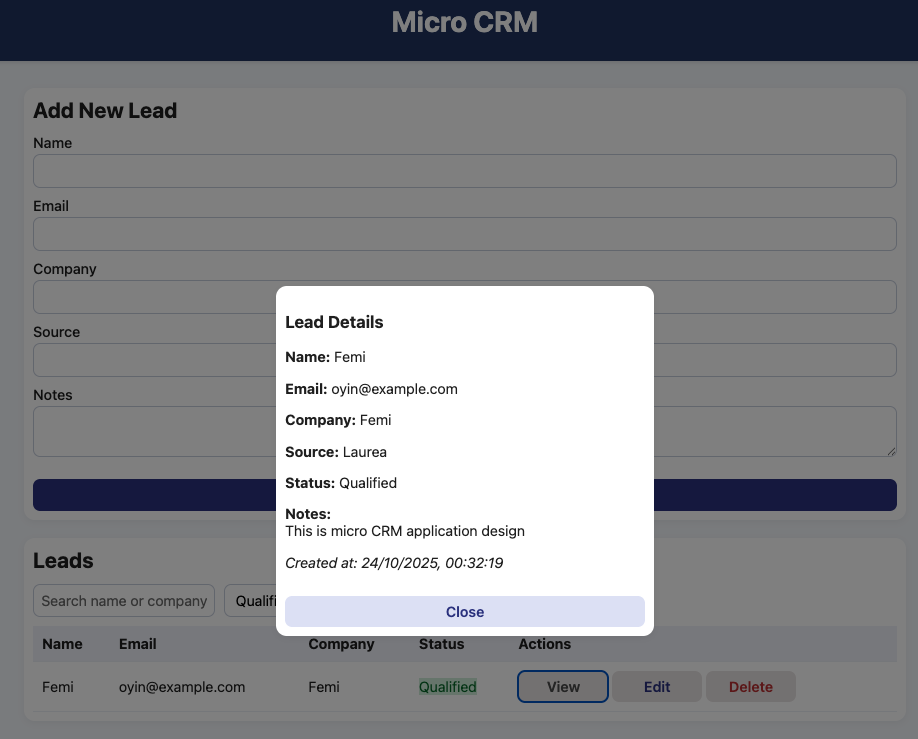 Micro CRM
Add New Lead
Name
Email
Company
Source
Notes
Lead Details
Name: Femi
Email: oyin@example.com
Company: Femi
Source: Laurea
Status: Qualified
Notes:
This is micro CRM application design
Created at: 24/10/2025, 00:32:19
Close
Leads
Search name or company
Name Email Company Status Actions
Femi oyin@example.com Femi Qualified View Edit Delete